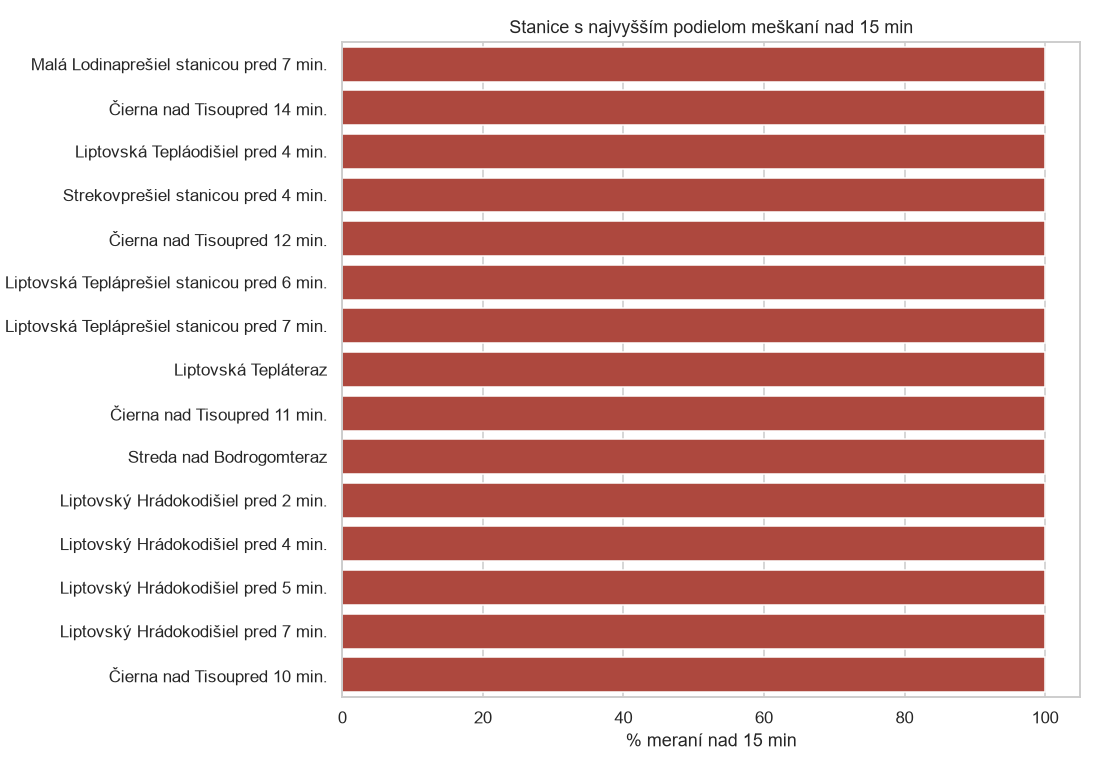 Stanice s najvyšším podielom meškaní nad 15 min
Malá Lodinaprešiel stanicou pred 7 min.
Čierna nad Tisoupred 14 min.
Liptovská Tepláodišiel pred 4 min.
Strekovprešiel stanicou pred 4 min.
Čierna nad Tisoupred 12 min.
Liptovská Tepláprešiel stanicou pred 6 min.
Liptovská Tepláprešiel stanicou pred 7 min.
Liptovská Tepláteraz
Čierna nad Tisoupred 11 min.
Streda nad Bodrogomteraz
Liptovský Hrádokodišiel pred 2 min.
Liptovský Hrádokodišiel pred 4 min.
Liptovský Hrádokodišiel pred 5 min.
Liptovský Hrádokodišiel pred 7 min.
Čierna nad Tisoupred 10 min.
0 20 40 60 80 100
% meraní nad 15 min